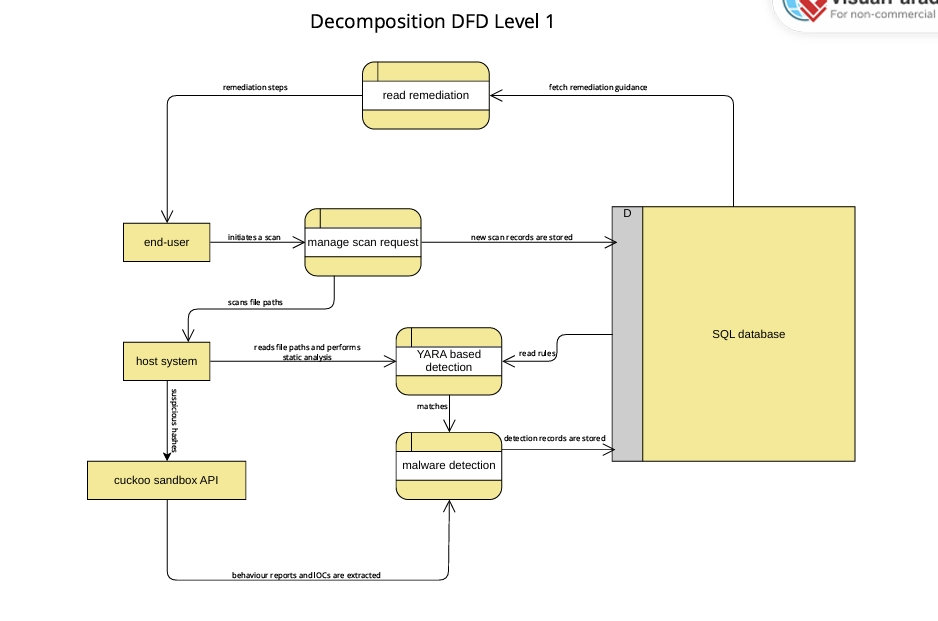 Decomposition DFD Level 1
For non-commercial
read remediation
remediation steps
fetch remediation guidance
D
end-user
initiates a scan
manage scan request
new scan records are stored
SQL database
scans file paths
host system
reads file paths and performs
static analysis
YARA based
detection
read rules
suspicious hashes
matches
detection records are stored
malware detection
cuckoo sandbox API
behaviour reports and IOCs are extracted